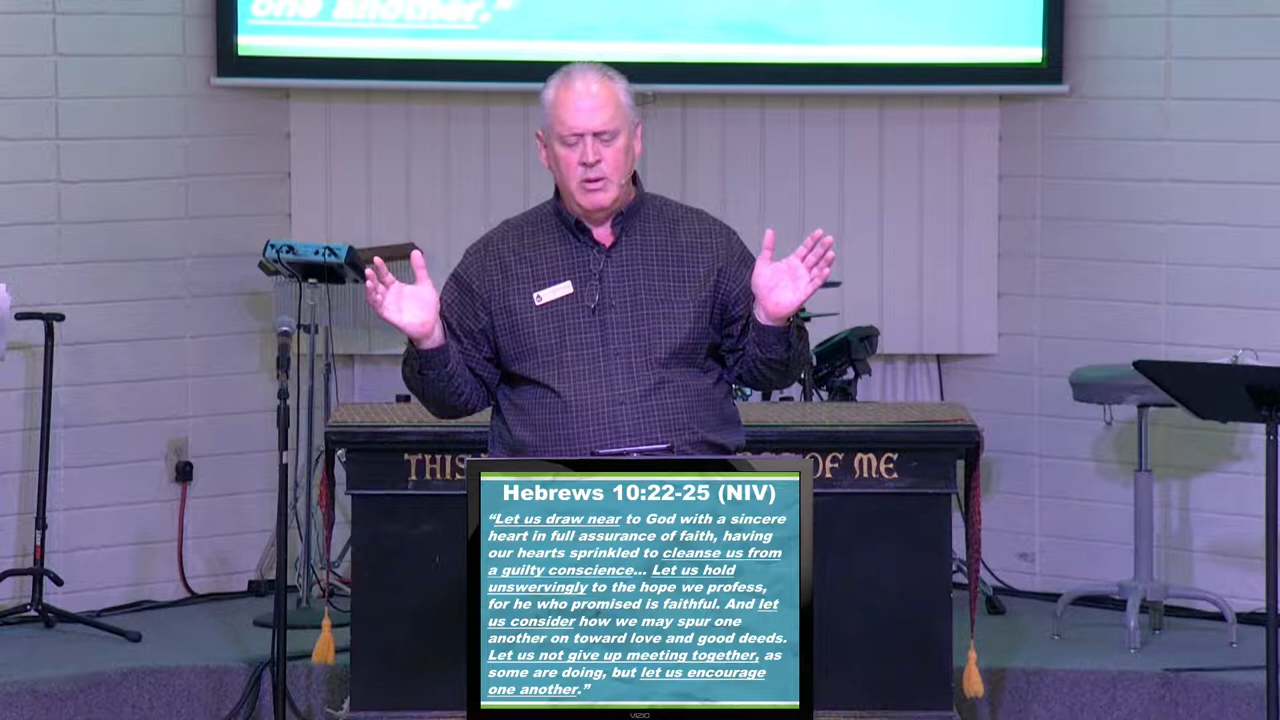 one another."
THIS
OF ME
Hebrews 10:22-25 (NIV)
“Let us draw near to God with a sincere
heart in full assurance of faith, having
our hearts sprinkled to cleanse us from
a guilty conscience... Let us hold
unswervingly to the hope we profess,
for he who promised is faithful. And let
us consider how we may spur one
another on toward love and good deeds.
Let us not give up meeting together, as
some are doing, but let us encourage
one another.”
VIZIO